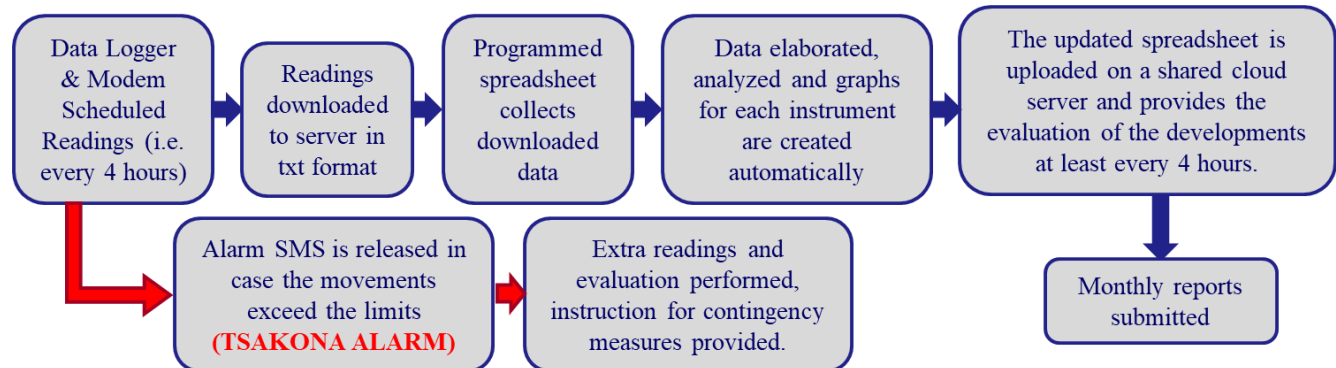 Data Logger
& Modem
Scheduled
Readings (i.e.
every 4 hours)
Readings
downloaded
to server in
txt format
Programmed
spreadsheet
collects
downloaded
data
Data elaborated,
analyzed and graphs
for each instrument
are created
automatically
The updated spreadsheet is
uploaded on a shared cloud
server and provides the
evaluation of the developments
at least every 4 hours.
Alarm SMS is released in
case the movements
exceed the limits
(TSAKONA ALARM)
Extra readings and
evaluation performed,
instruction for contingency
measures provided.
Monthly reports
submitted